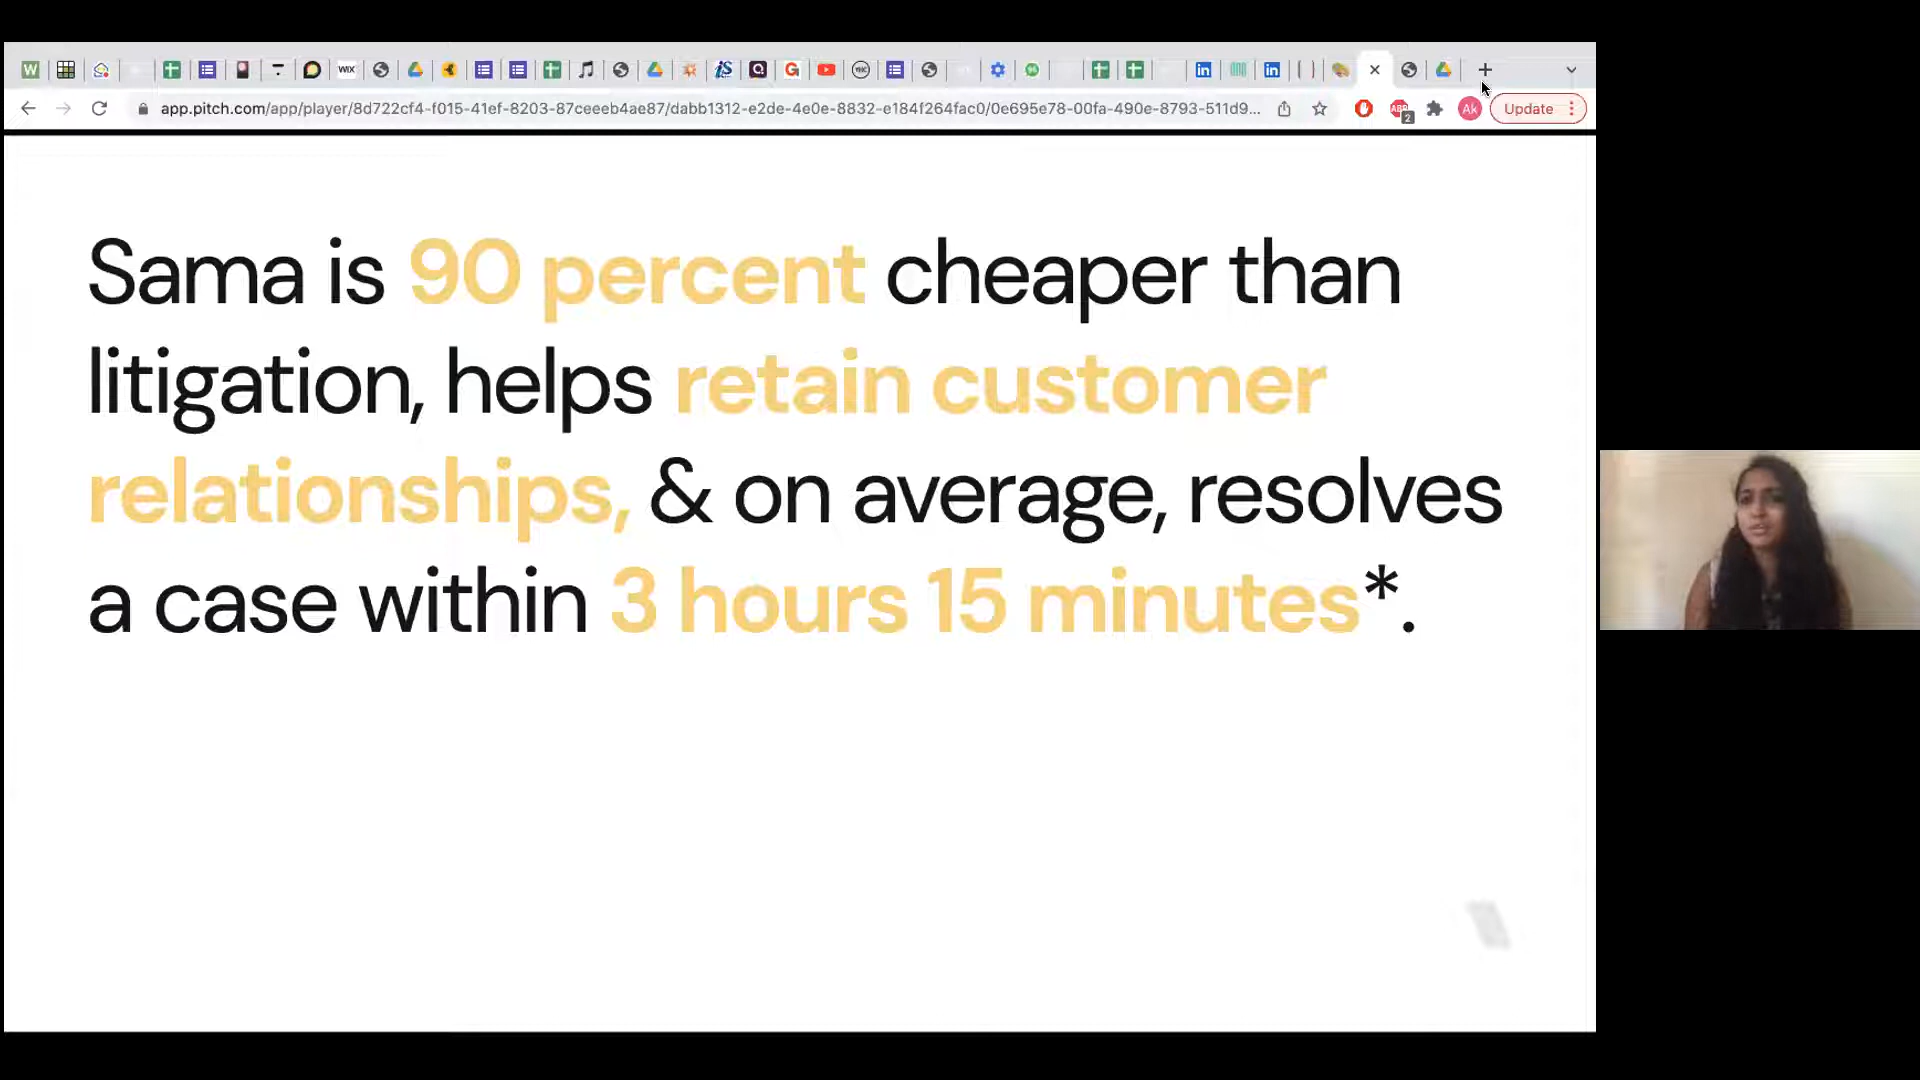 app.pitch.com/app/player/8d722cf4-f015-41ef-8203-87ceeeb4ae87/dabb1312-e2de-4e0e-8832-e184f264fac0/0e695e78-00fa-490e-8793-511d9...
2
Ak
Update
Sama is 90 percent cheaper than
litigation, helps retain customer
relationships, & on average, resolves
a case within 3 hours 15 minutes*.